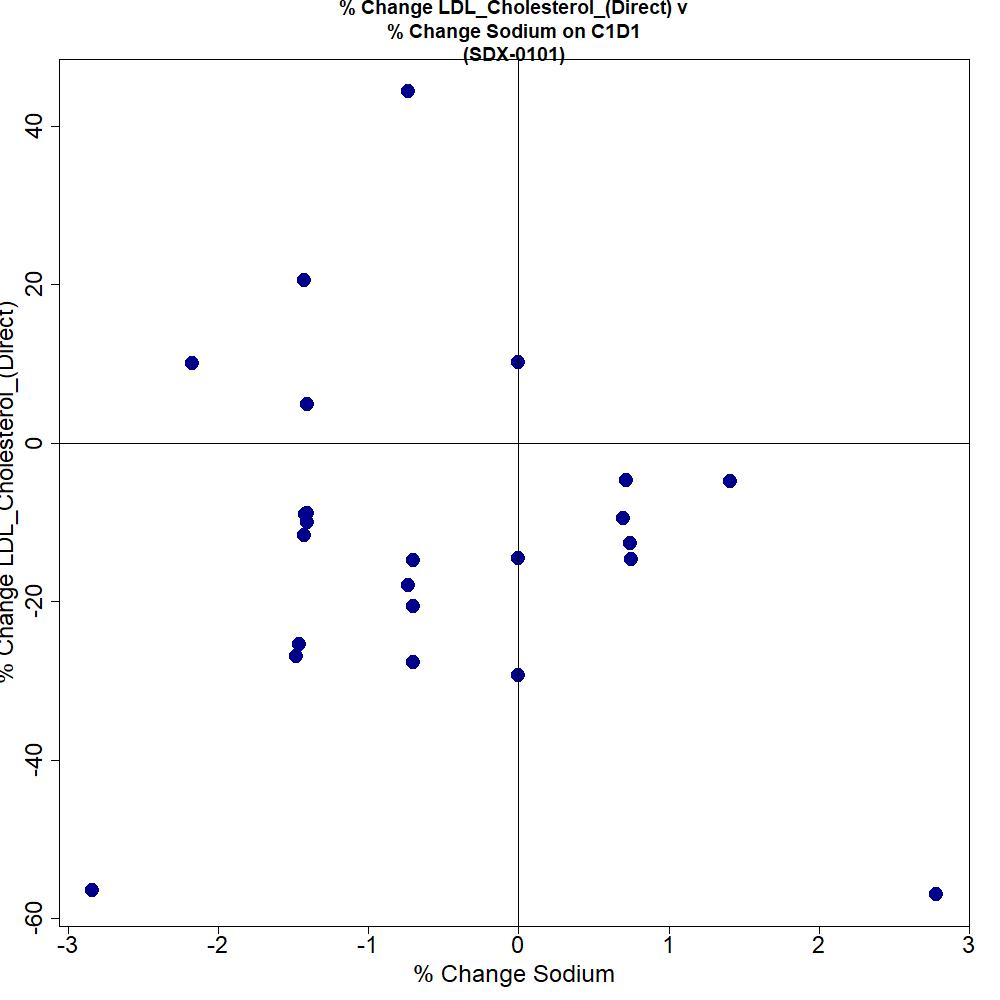 % Change LDL_Cholesterol_(Direct) v
% Change Sodium on C1D1
(SDX-0101)
% Change LDL_Cholesterol_(Direct)
40
20
0
-20
-40
-60
-3
-2
-1
0
1
2
3
% Change Sodium